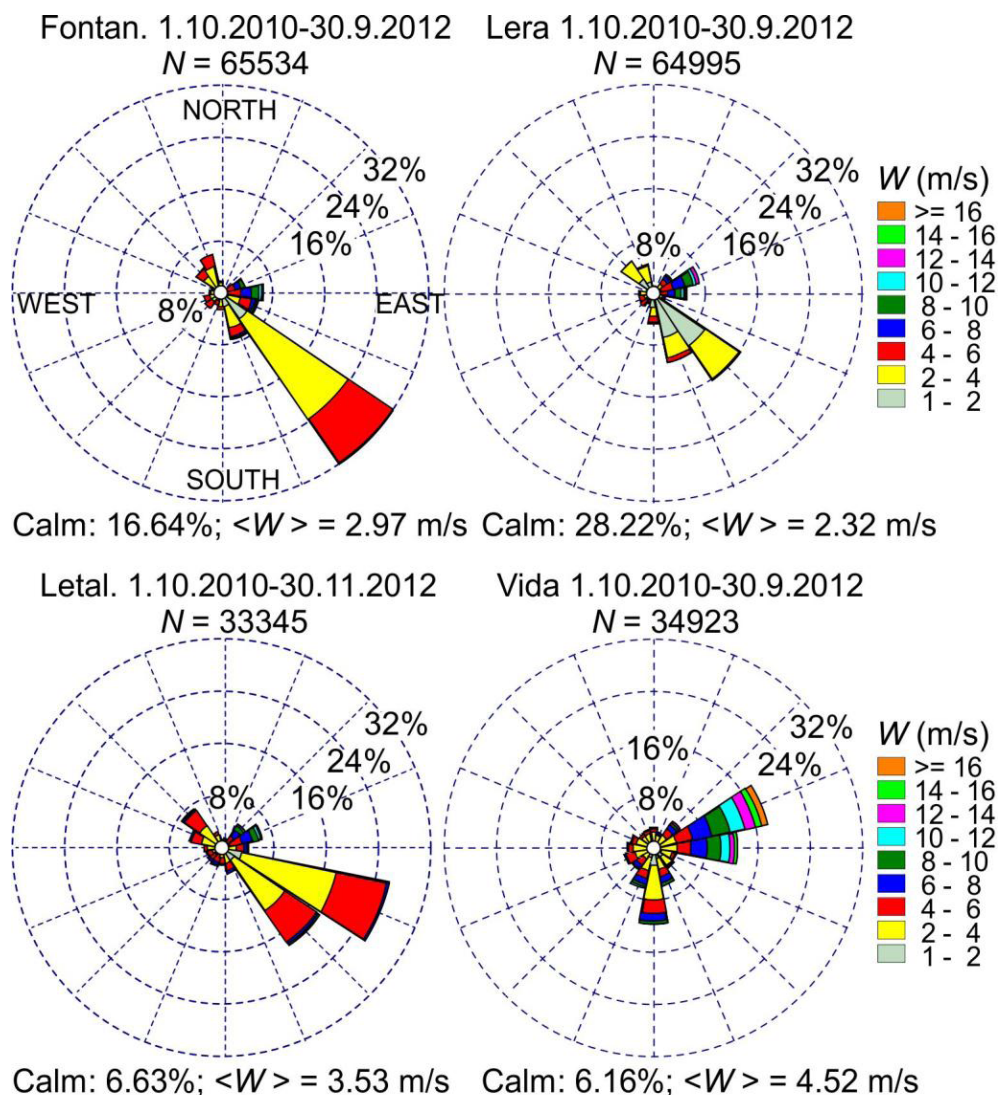 Fontan. 1.10.2010-30.9.2012
N = 65534
NORTH
32%
24%
16%
WEST
EAST
8%
SOUTH
Calm: 16.64%; <W > = 2.97 m/s
Lera 1.10.2010-30.9.2012
N = 64995
32%
24%
8%
16%
Calm: 28.22%; <W > = 2.32 m/s
W (m/s)
>= 16
14 - 16
12 - 14
10 - 12
8 - 10
6 - 8
4 - 6
2 - 4
1 - 2
Letal. 1.10.2010-30.11.2012
N = 33345
32%
24%
8%
16%
Calm: 6.63%; <W > = 3.53 m/s
Vida 1.10.2010-30.9.2012
N = 34923
32%
16%
24%
8%
Calm: 6.16%; <W > = 4.52 m/s
W (m/s)
>= 16
14 - 16
12 - 14
10 - 12
8 - 10
6 - 8
4 - 6
2 - 4
1 - 2